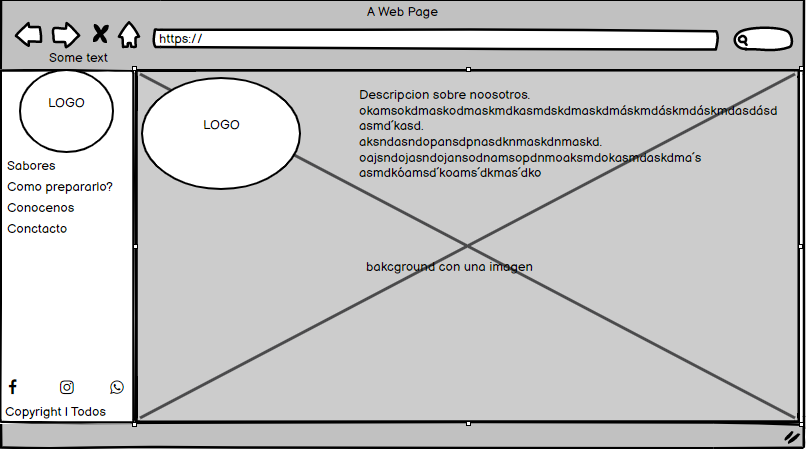 A Web Page
https://
Some text
LOGO
Sabores
Como prepararlo?
Conocenos
Conctacto
Copyright | Todos
LOGO
Descripcion sobre noosotros.
okamsokdmaskodmaskmdkasmdskdmaskdmáskmdáskmdáskmdasdásd
asmd´kasd.
aksndasndopansdpnasdknmaskdnmaskd.
oajsndojasndojansodnamsopdnmoaksmdokasmdaskdma´s
asmdkóamsd´koams´dkmas´dko
bakcground con una imagen